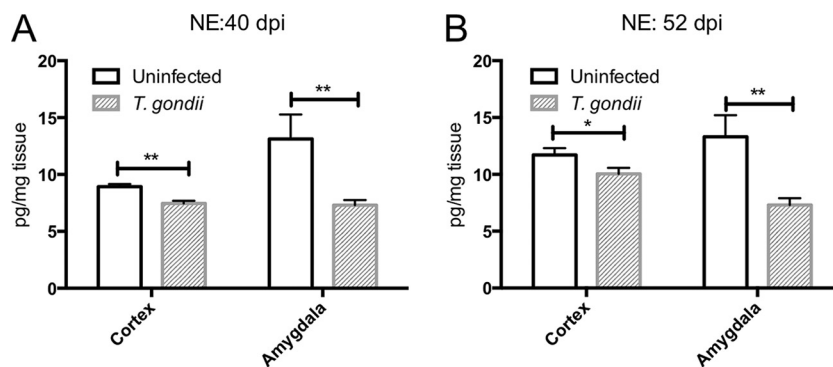 A
NE:40 dpi
20
15
10
5
0
pg/mg tissue
Uninfected
T. gondii
**
**
Cortex
Amygdala
B
NE: 52 dpi
20
15
10
5
0
pg/mg tissue
Uninfected
T. gondii
*
**
Cortex
Amygdala